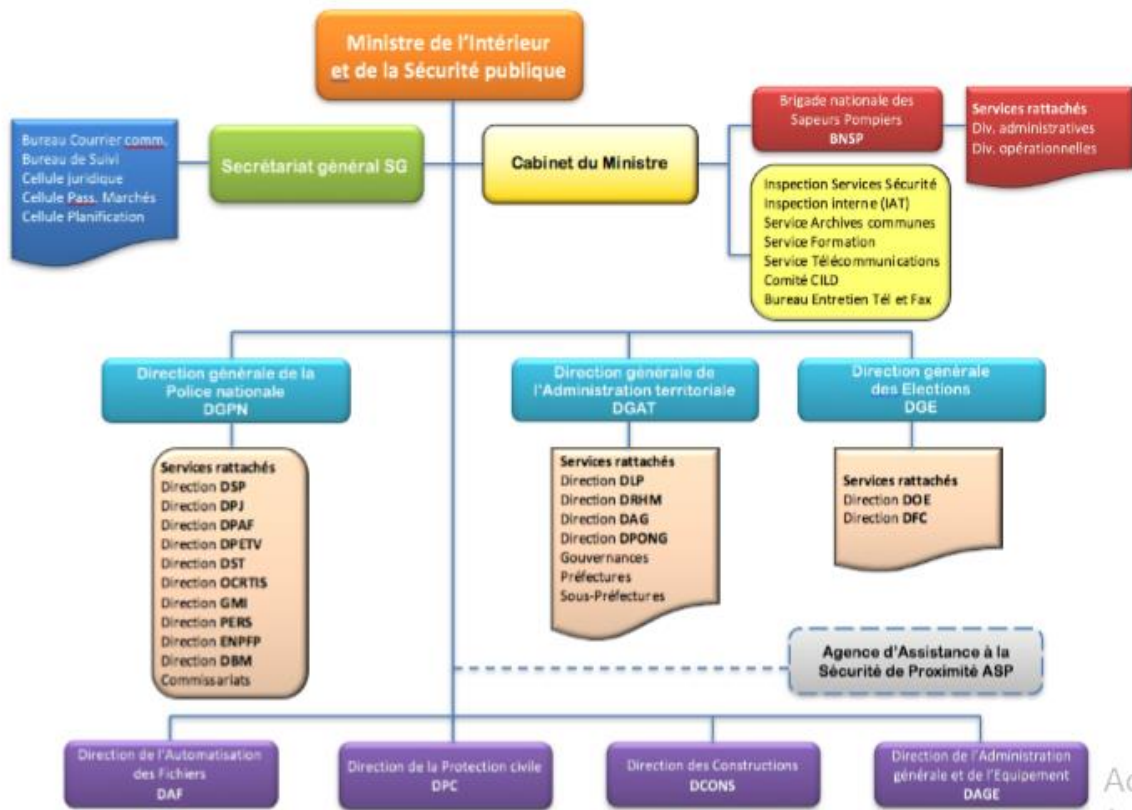 Ministre de l'Intérieur
et de la Sécurité publique
Bureau Courrier comm.
Bureau de Suivi
Cellule juridique
Cellule Pass. Marchés
Cellule Planification
Secrétariat général SG
Cabinet du Ministre
Brigade nationale des
Sapeurs Pompiers
BNSP
Services rattachés
Div. administratives
Div. opérationnelles
Inspection Services Sécurité
Inspection interne (IAT)
Service Archives communes
Service Formation
Service Télécommunications
Comité CILD
Bureau Entretien Tél et Fax
Direction générale de la
Police nationale
DGPN
Direction générale de
l'Administration territoriale
DGAT
Direction générale
des Elections
DGE
Services rattachés
Direction DSP
Direction DPJ
Direction DPAF
Direction DPETV
Direction DST
Direction OCRTIS
Direction GMI
Direction PERS
Direction ENPFP
Direction DBM
Commissariats
Services rattachés
Direction DLP
Direction DRHM
Direction DAG
Direction DPONG
Gouvernances
Préfectures
Sous-Préfectures
Services rattachés
Direction DOE
Direction DFC
Agence d'Assistance à la
Sécurité de Proximité ASP
Direction de l'Automatisation
des Fichiers
DAF
Direction de la Protection civile
DPC
Direction des Constructions
DCONS
Direction de l'Administration
générale et de l'Equipement
DAGE